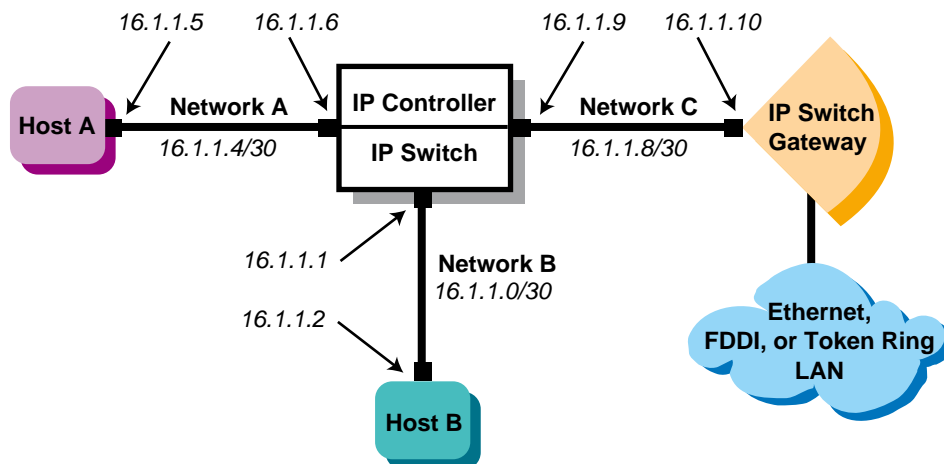 16.1.1.5
16.1.1.6
16.1.1.9
16.1.1.10
Host A
Network A
16.1.1.4/30
IP Controller
IP Switch
Network C
16.1.1.8/30
IP Switch
Gateway
16.1.1.1
Network B
16.1.1.0/30
16.1.1.2
Host B
Ethernet,
FDDI, or Token Ring
LAN